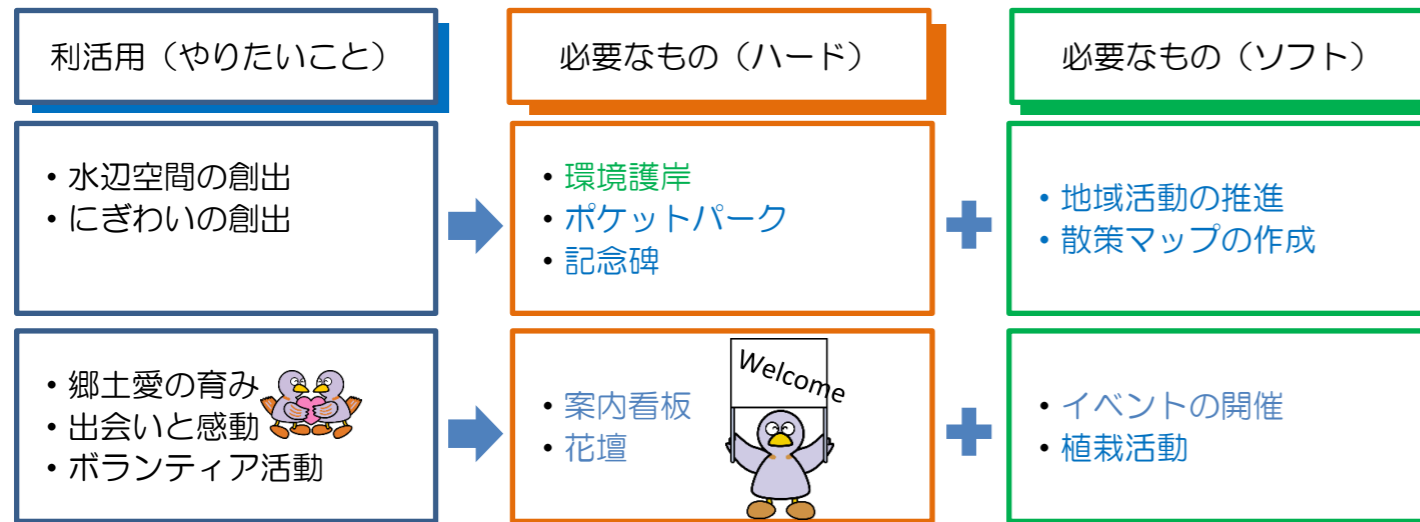 利活用（やりたいこと）
必要なもの（ハード）
必要なもの（ソフト）
・水辺空間の創出
・にぎわいの創出
・環境護岸
・ポケットパーク
・記念碑
・地域活動の推進
・散策マップの作成
・郷土愛の育み
・出会いと感動
・ボランティア活動
・案内看板
・花壇
Welcome
・イベントの開催
・植栽活動